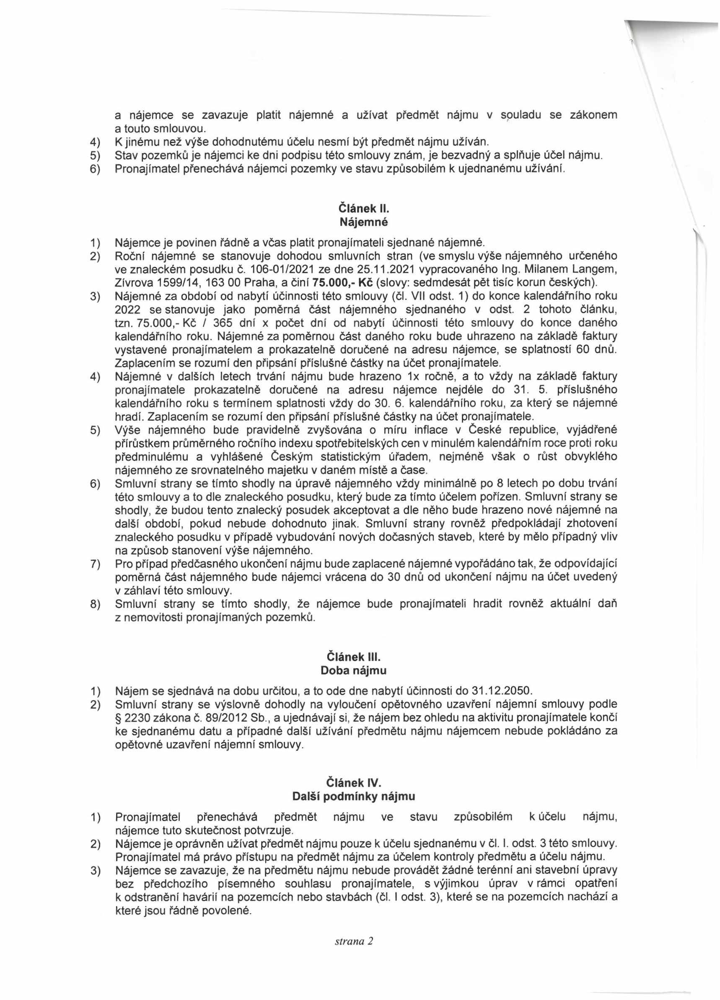 a nájemce se zavazuje platit nájemné a užívat předmět nájmu v souladu se zákonem
a touto smlouvou.
4) K jinému než výše dohodnutému účelu nesmí být předmět nájmu užíván.
5) Stav pozemků je nájemci ke dni podpisu této smlouvy znám, je bezvadný a splňuje účel nájmu.
6) Pronajímatel přenechává nájemci pozemky ve stavu způsobilém k ujednanému užívání.
Článek II.
Nájemné
1) Nájemce je povinen řádně a včas platit pronajímateli sjednané nájemné.
2) Roční nájemné se stanovuje dohodou smluvních stran (ve smyslu výše nájemného určeného
ve znaleckém posudku č. 106-01/2021 ze dne 25.11.2021 vypracovaného Ing. Milanem Langem,
Zívrova 1599/14, 163 00 Praha, a činí 75.000,- Kč (slovy: sedmdesát pět tisíc korun českých).
3) Nájemné za období od nabytí účinnosti této smlouvy (čl. VII odst. 1) do konce kalendářního roku
2022 se stanovuje jako poměrná část nájemného sjednaného v odst. 2 tohoto článku,
tzn. 75.000,- Kč / 365 dní x počet dní od nabytí účinnosti této smlouvy do konce daného
kalendářního roku. Nájemné za poměrnou část daného roku bude uhrazeno na základě faktury
vystavené pronajímatelem a prokazatelně doručené na adresu nájemce, se splatností 60 dnů.
Zaplacením se rozumí den připsání příslušné částky na účet pronajímatele.
4) Nájemné v dalších letech trvání nájmu bude hrazeno 1x ročně, a to vždy na základě faktury
pronajímatele prokazatelně doručené na adresu nájemce nejdéle do 31. 5. příslušného
kalendářního roku s termínem splatnosti vždy do 30. 6. kalendářního roku, za který se nájemné
hradí. Zaplacením se rozumí den připsání příslušné částky na účet pronajímatele.
5) Výše nájemného bude pravidelně zvyšována o míru inflace v České republice, vyjádřené
přírůstkem průměrného ročního indexu spotřebitelských cen v minulém kalendářním roce proti roku
předminulému a vyhlášené Českým statistickým úřadem, nejméně však o růst obvyklého
nájemného ze srovnatelného majetku v daném místě a čase.
6) Smluvní strany se tímto shodly na úpravě nájemného vždy minimálně po 8 letech po dobu trvání
této smlouvy a to dle znaleckého posudku, který bude za tímto účelem pořízen. Smluvní strany se
shodly, že budou tento znalecký posudek akceptovat a dle něho bude hrazeno nové nájemné na
další období, pokud nebude dohodnuto jinak. Smluvní strany rovněž předpokládají zhotovení
znaleckého posudku v případě vybudování nových dočasných staveb, které by mělo případný vliv
na způsob stanovení výše nájemného.
7) Pro případ předčasného ukončení nájmu bude zaplacené nájemné vypořádáno tak, že odpovídající
poměrná část nájemného bude nájemci vrácena do 30 dnů od ukončení nájmu na účet uvedený
v záhlaví této smlouvy.
8) Smluvní strany se tímto shodly, že nájemce bude pronajímateli hradit rovněž aktuální daň
z nemovitosti pronajímaných pozemků.
Článek III.
Doba nájmu
1) Nájem se sjednává na dobu určitou, a to ode dne nabytí účinnosti do 31.12.2050.
2) Smluvní strany se výslovně dohodly na vyloučení opětovného uzavření nájemní smlouvy podle
§ 2230 zákona č. 89/2012 Sb., a ujednávají si, že nájem bez ohledu na aktivitu pronajímatele končí
ke sjednanému datu a případné další užívání předmětu nájmu nájemcem nebude pokládáno za
opětovné uzavření nájemní smlouvy.
Článek IV.
Další podmínky nájmu
1) Pronajímatel přenechává předmět nájmu ve stavu způsobilém k účelu nájmu,
nájemce tuto skutečnost potvrzuje.
2) Nájemce je oprávněn užívat předmět nájmu pouze k účelu sjednanému v čl. I. odst. 3 této smlouvy.
Pronajímatel má právo přístupu na předmět nájmu za účelem kontroly předmětu a účelu nájmu.
3) Nájemce se zavazuje, že na předmětu nájmu nebude provádět žádné terénní ani stavební úpravy
bez předchozího písemného souhlasu pronajímatele, s výjimkou úprav v rámci opatření
k odstranění havárií na pozemcích nebo stavbách (čl. I odst. 3), které se na pozemcích nachází a
které jsou řádně povolené.
strana 2